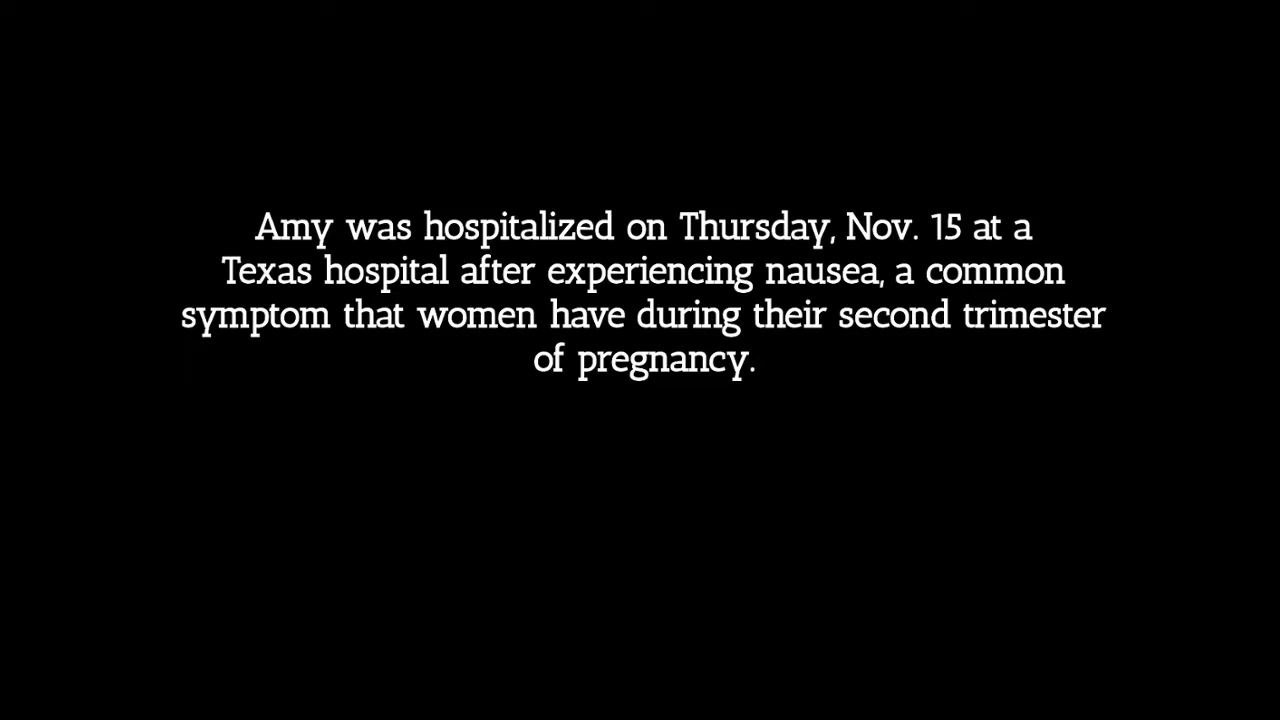 Amy was hospitalized on Thursday, Nov. 15 at a
Texas hospital after experiencing nausea, a common
symptom that women have during their second trimester
of pregnancy.